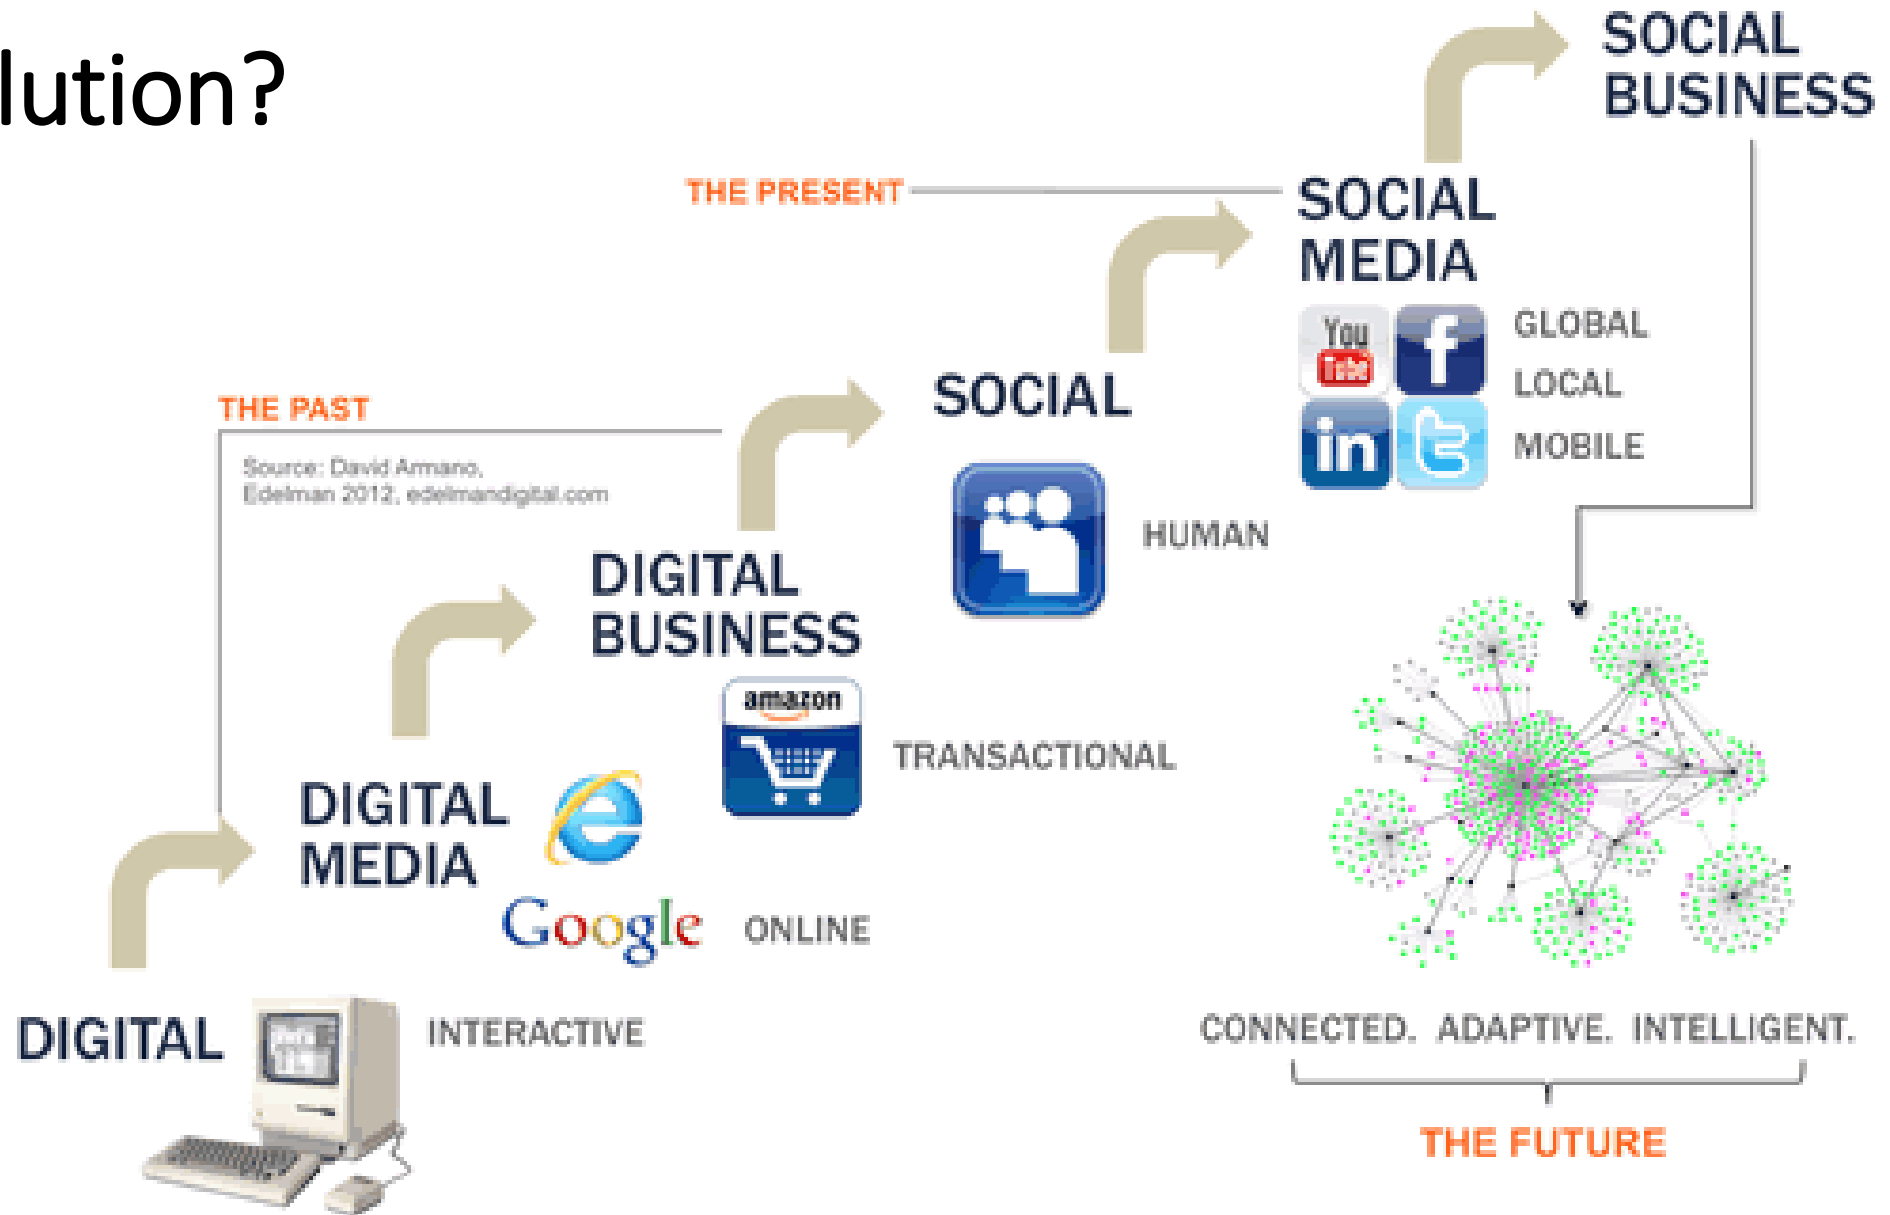 lution?
SOCIAL
BUSINESS
THE PRESENT
SOCIAL
MEDIA
You
Tube
f
GLOBAL
LOCAL
in
t
MOBILE
SOCIAL
HUMAN
THE PAST
Source: David Armano,
Edelman 2012, edelmandigital.com
DIGITAL
BUSINESS
amazon
TRANSACTIONAL
DIGITAL
MEDIA
e
Google
ONLINE
DIGITAL
INTERACTIVE
CONNECTED. ADAPTIVE. INTELLIGENT.
THE FUTURE